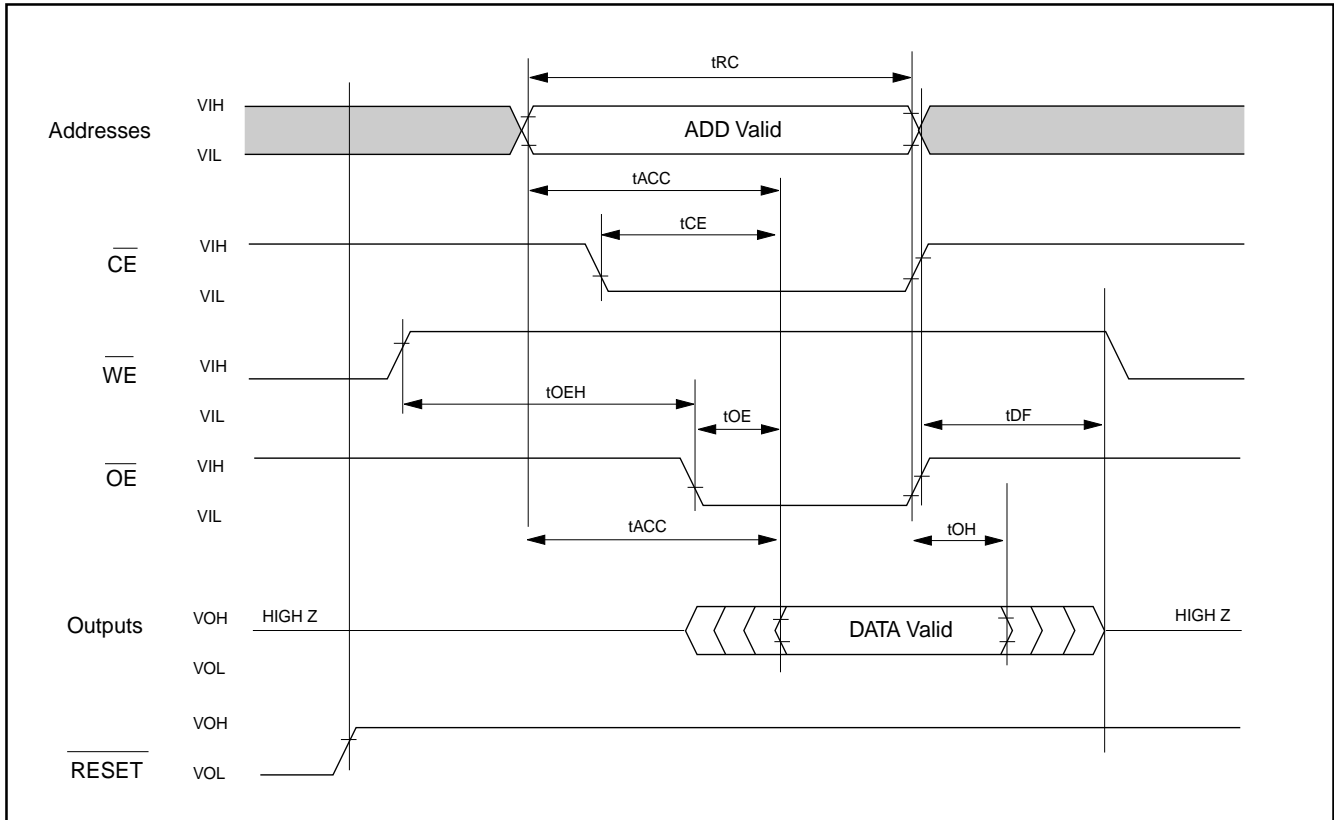 tRC
VIH
Addresses
ADD Valid
VIL
tACC
tCE
VIH
CE
VIL
WE
VIH
tOEH
VIL
tOE
tDF
VIH
OE
VIL
tACC
tOH
Outputs
VOH
HIGH Z
DATA Valid
HIGH Z
VOL
VOH
RESET
VOL